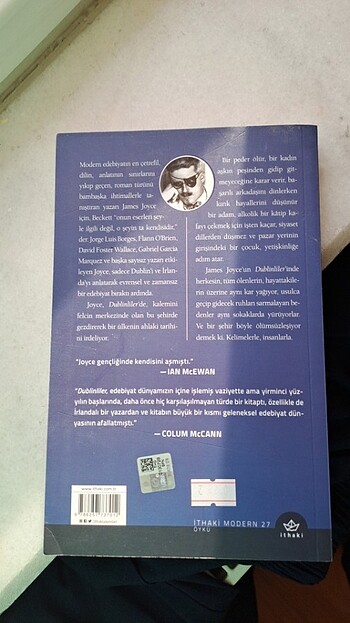 Modern edebiyatın en çetrefil,
dilin, anlatının sınırlarını
yıkıp geçen, roman türünü
bambaşka ihtimallerle ta-
nıştıran yazarı James Joyce
için, Beckett "onun eserleri şey-
le ilgili değil, o şeyin ta kendisidir."
der. Jorge Luis Borges, Flann O'Brien,
David Foster Wallace, Gabriel Garcia
Marquez ve başka sayısız yazarı etki-
leyen Joyce, sadece Dublin'i ve İrlan-
da'yı anlatarak evrensel ve zamansız
bir edebiyat bıraktı ardında.
Joyce, Dubliniler'de, kalemini
felcin merkezinde olan bu şehirde
gezdirerek bir ülkenin ahlaki tarihi-
ni irdeliyor.
Bir peder ölür, bir kadın
aşkın peşinden gidip git-
meyeceğine karar verir, ba-
şarılı arkadaşını dinlerken
kırık hayallerini düşünür
bir adam, alkolik bir kâtip ka-
fayı çekmek için işten kaçar, siyaset
dillerden düşmez ve pazar yerinin
gerisindeki bir çocuk, yetişkinliğe
adım atar.
James Joyce'un Dubliniler'inde
herkesin, tüm ölenlerin, hayattakile-
rin üzerine aynı kar yağıyor, usulca
geçip gidecek ruhları sarmalayan be-
denler aynı sokaklarda yürüyorlar.
Ve bir şehir böyle ölümsüzleşiyor
demek ki. Kelimelerle, insanlarla.
"Joyce gençliğinde kendisini aşmıştı."
— IAN McEWAN
"Dubliniler, edebiyat dünyamızın içine işlemiş vaziyette ama yirminci yüz-
yılın başlarında, daha önce hiç karşılaşılmayan türde bir kitaptı, özellikle de
İrlandalı bir yazardan ve kitabın büyük bir kısmı geleneksel edebiyat dün-
yasının afallatmıştı."
— COLUM McCANN
www.ithaki.com.tr
İTHAKİ MODERN 27
ÖYKÜ
ithaki